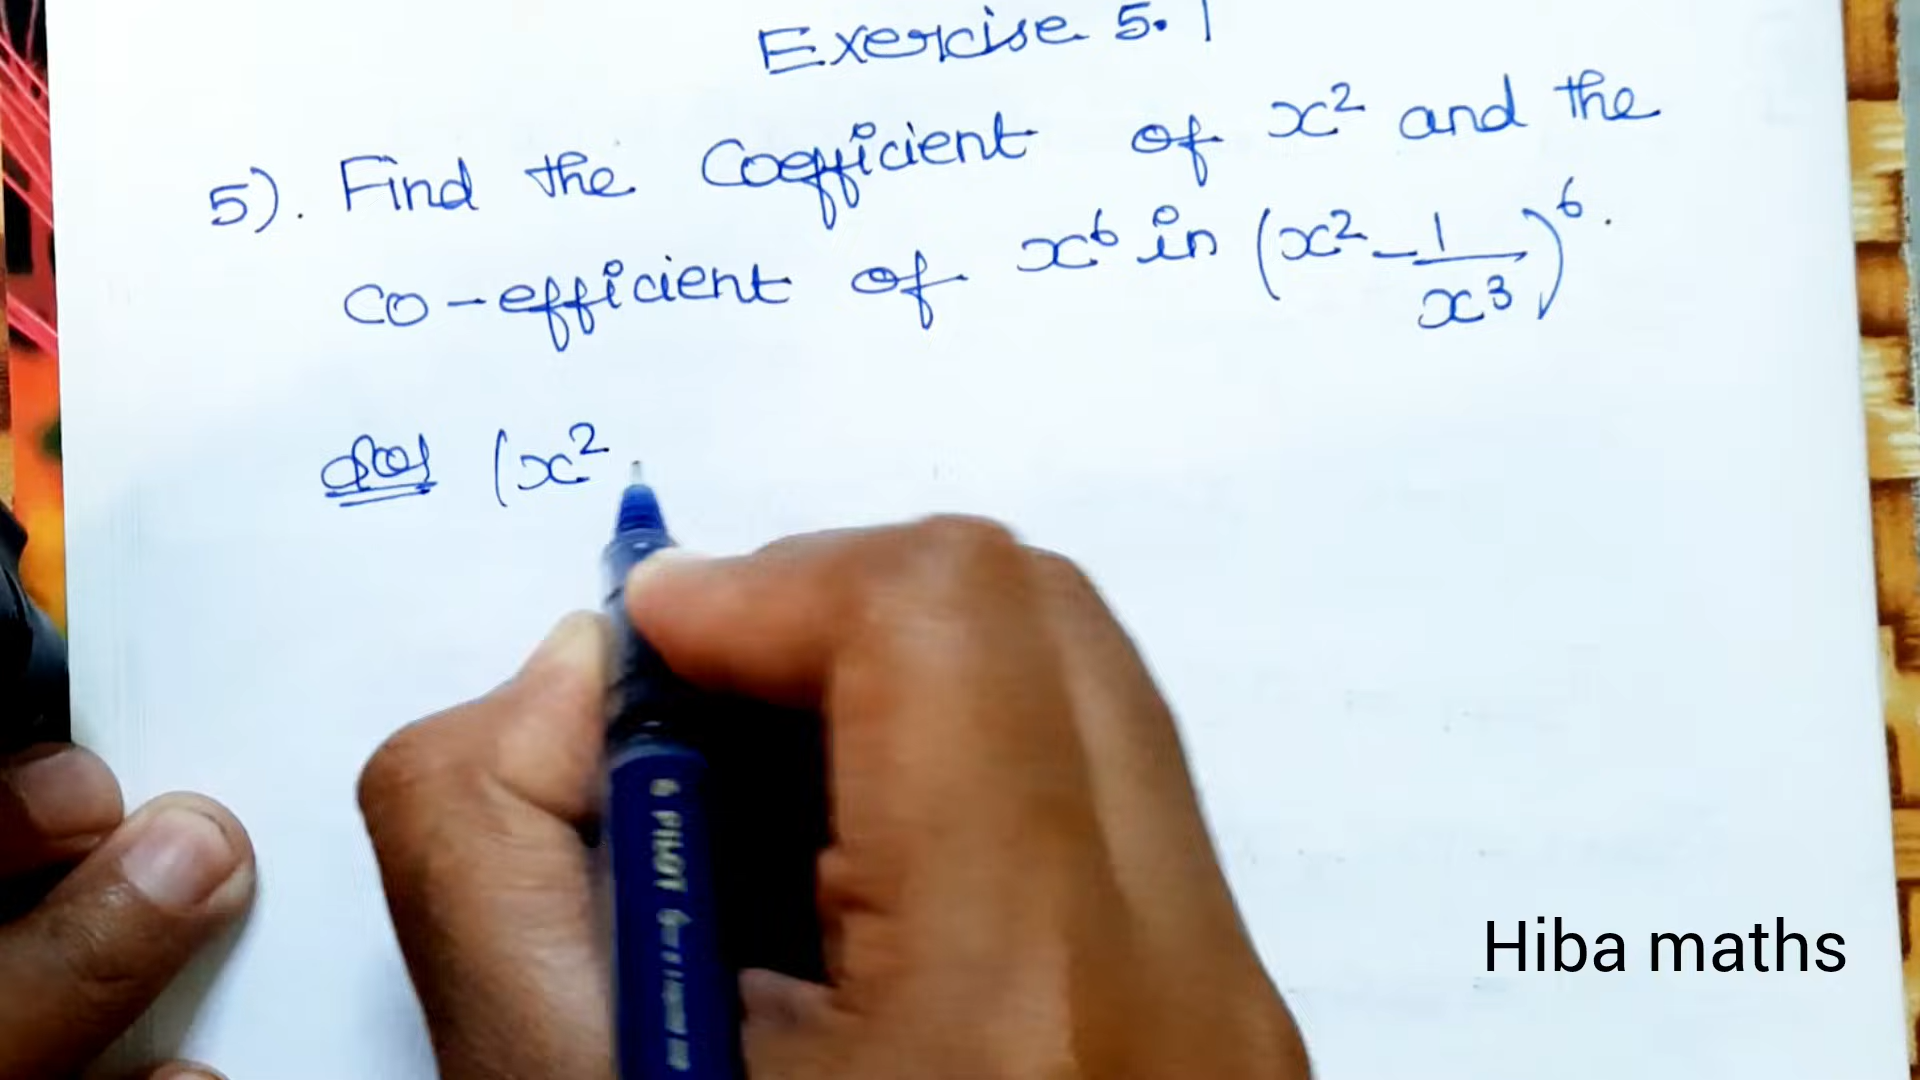 Exercise 5.1
5). Find the Coefficient of x² and the
co-efficient of x⁶ in (x² - 1/x³)⁶.
Sol (x²
PILOT
Hiba maths